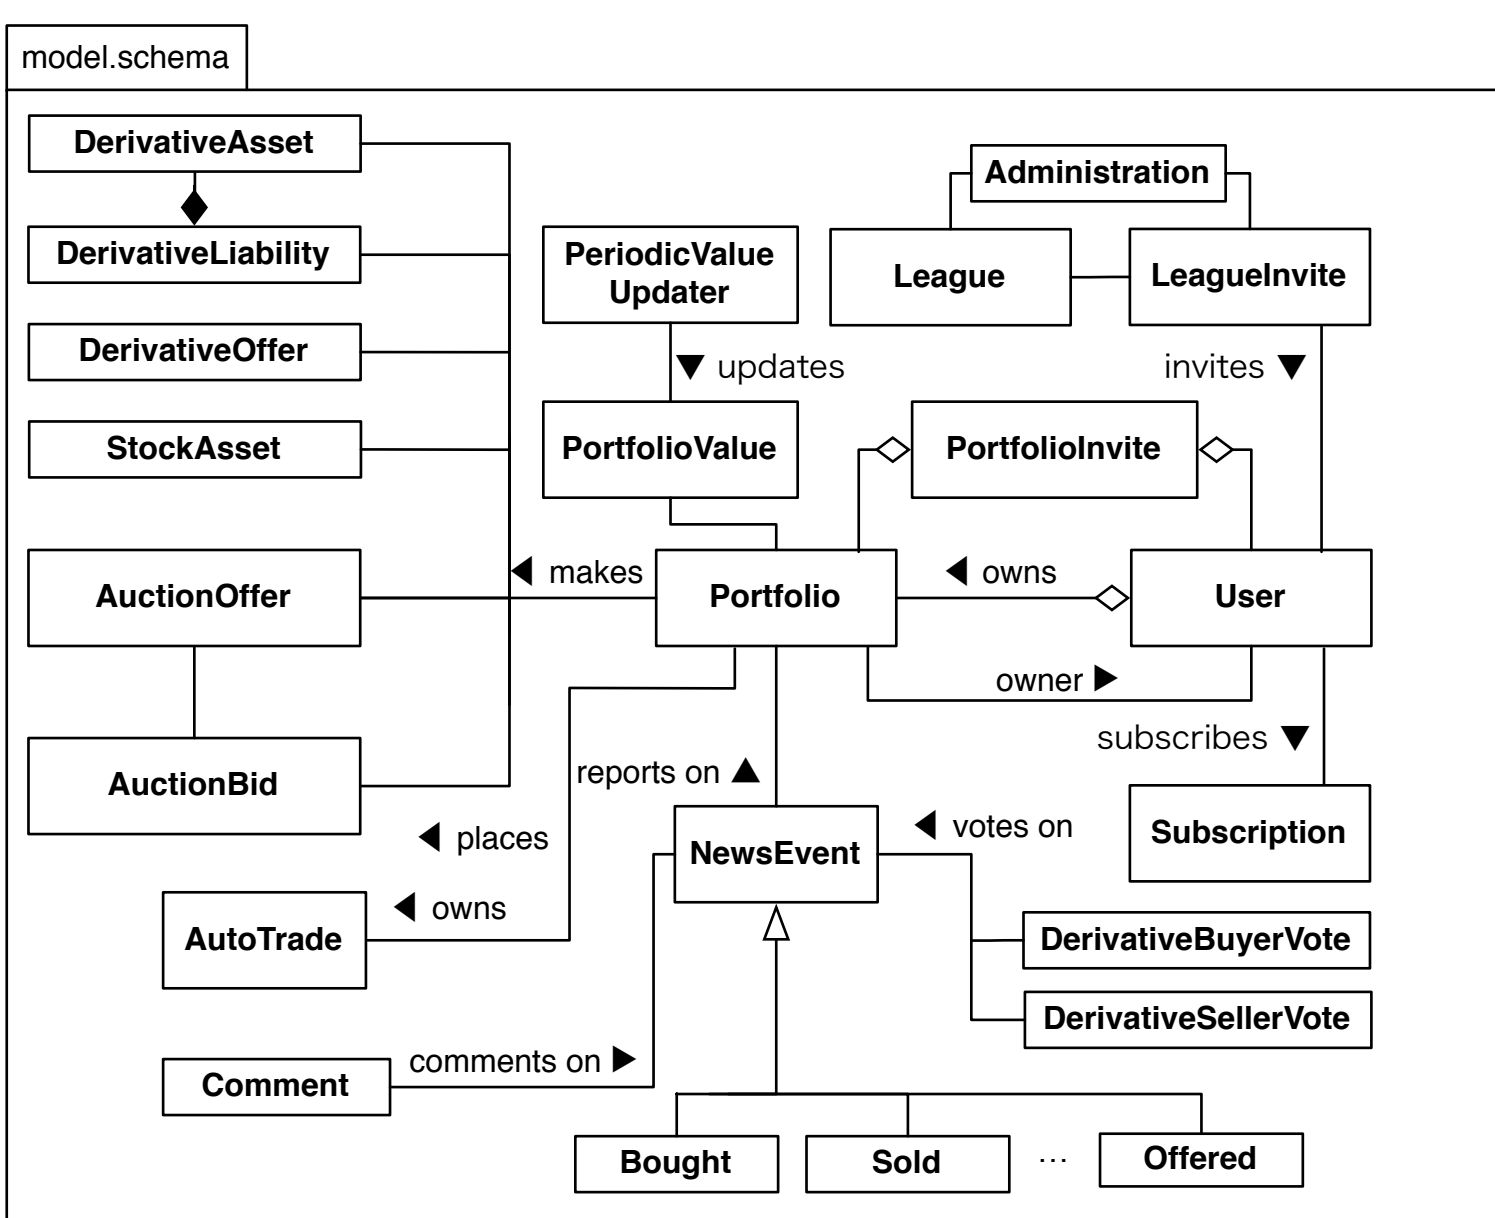 model.schema
DerivativeAsset
Administration
DerivativeLiability
PeriodicValue
Updater
League
LeagueInvite
DerivativeOffer
▼ updates
invites ▼
StockAsset
PortfolioValue
PortfolioInvite
AuctionOffer
◀ makes
Portfolio
◀ owns
User
owner ▶
subscribes ▼
AuctionBid
reports on ▲
◀ places
NewsEvent
◀ votes on
Subscription
◀ owns
AutoTrade
DerivativeBuyerVote
DerivativeSellerVote
Comment
comments on ▶
Bought
Sold
...
Offered